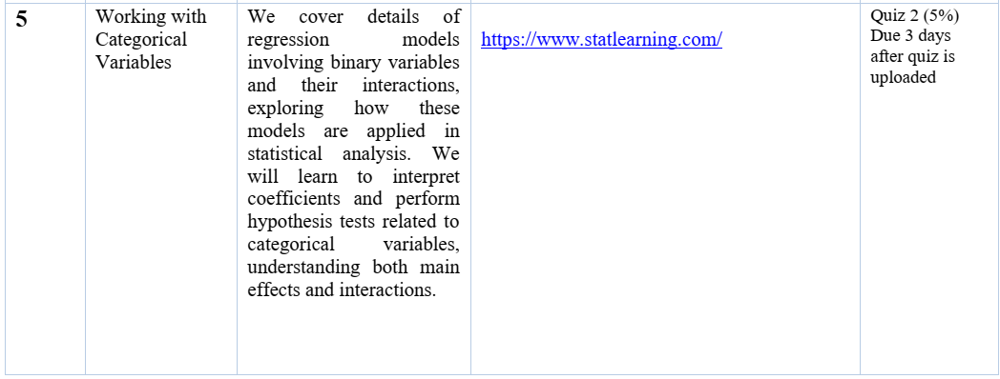 5
Working with
Categorical
Variables
We cover details of
regression models
involving binary variables
and their interactions,
exploring how these
models are applied in
statistical analysis. We
will learn to interpret
coefficients and perform
hypothesis tests related to
categorical variables,
understanding both main
effects and interactions.
https://www.statlearning.com/
Quiz 2 (5%)
Due 3 days
after quiz is
uploaded